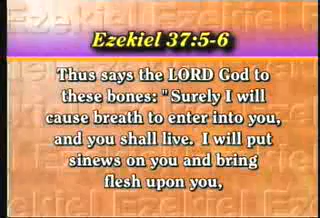 Ezekiel 37:5-6
Thus says the LORD God to
these bones: "Surely I will
cause breath to enter into you,
and you shall live. I will put
sinews on you and bring
flesh upon you,